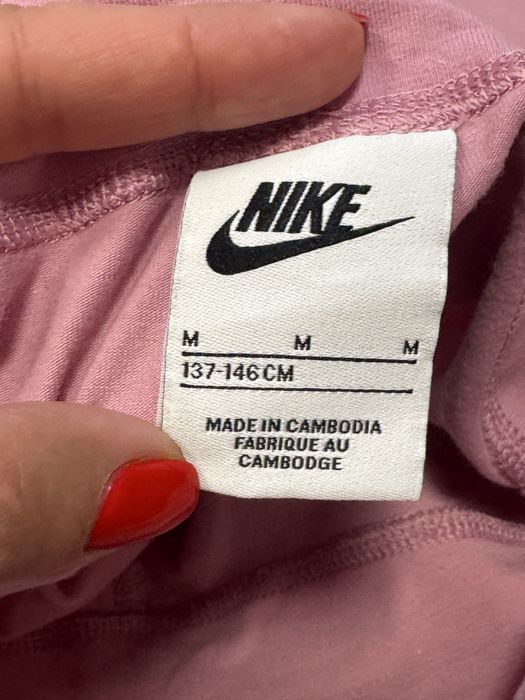 NIKE
M M M
137-146CM
MADE IN CAMBODIA
FABRIQUE AU
CAMBODGE